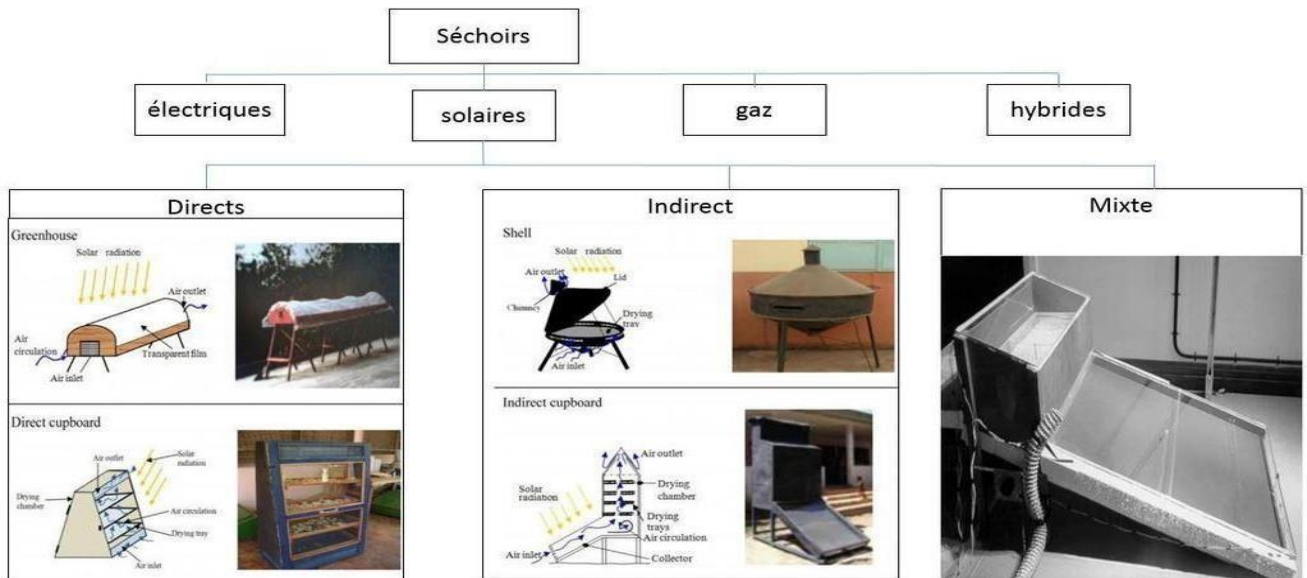 Séchoirs
électriques
solaires
gaz
hybrides
Directs
Greenhouse
Solar radiation
Air outlet
Air
circulation
Transparent film
Air inlet
Direct cupboard
Air outlet
Solar
radiation
Drying
chamber
Air circulation
Drying tray
Air inlet
Indirect
Shell
Solar radiation
Air outlet
Lid
Chimney
Drying
tray
Air inlet
Indirect cupboard
Air outlet
Solar
radiation
Drying
chamber
Drying
trays
Air circulation
Air inlet
Collector
Mixte